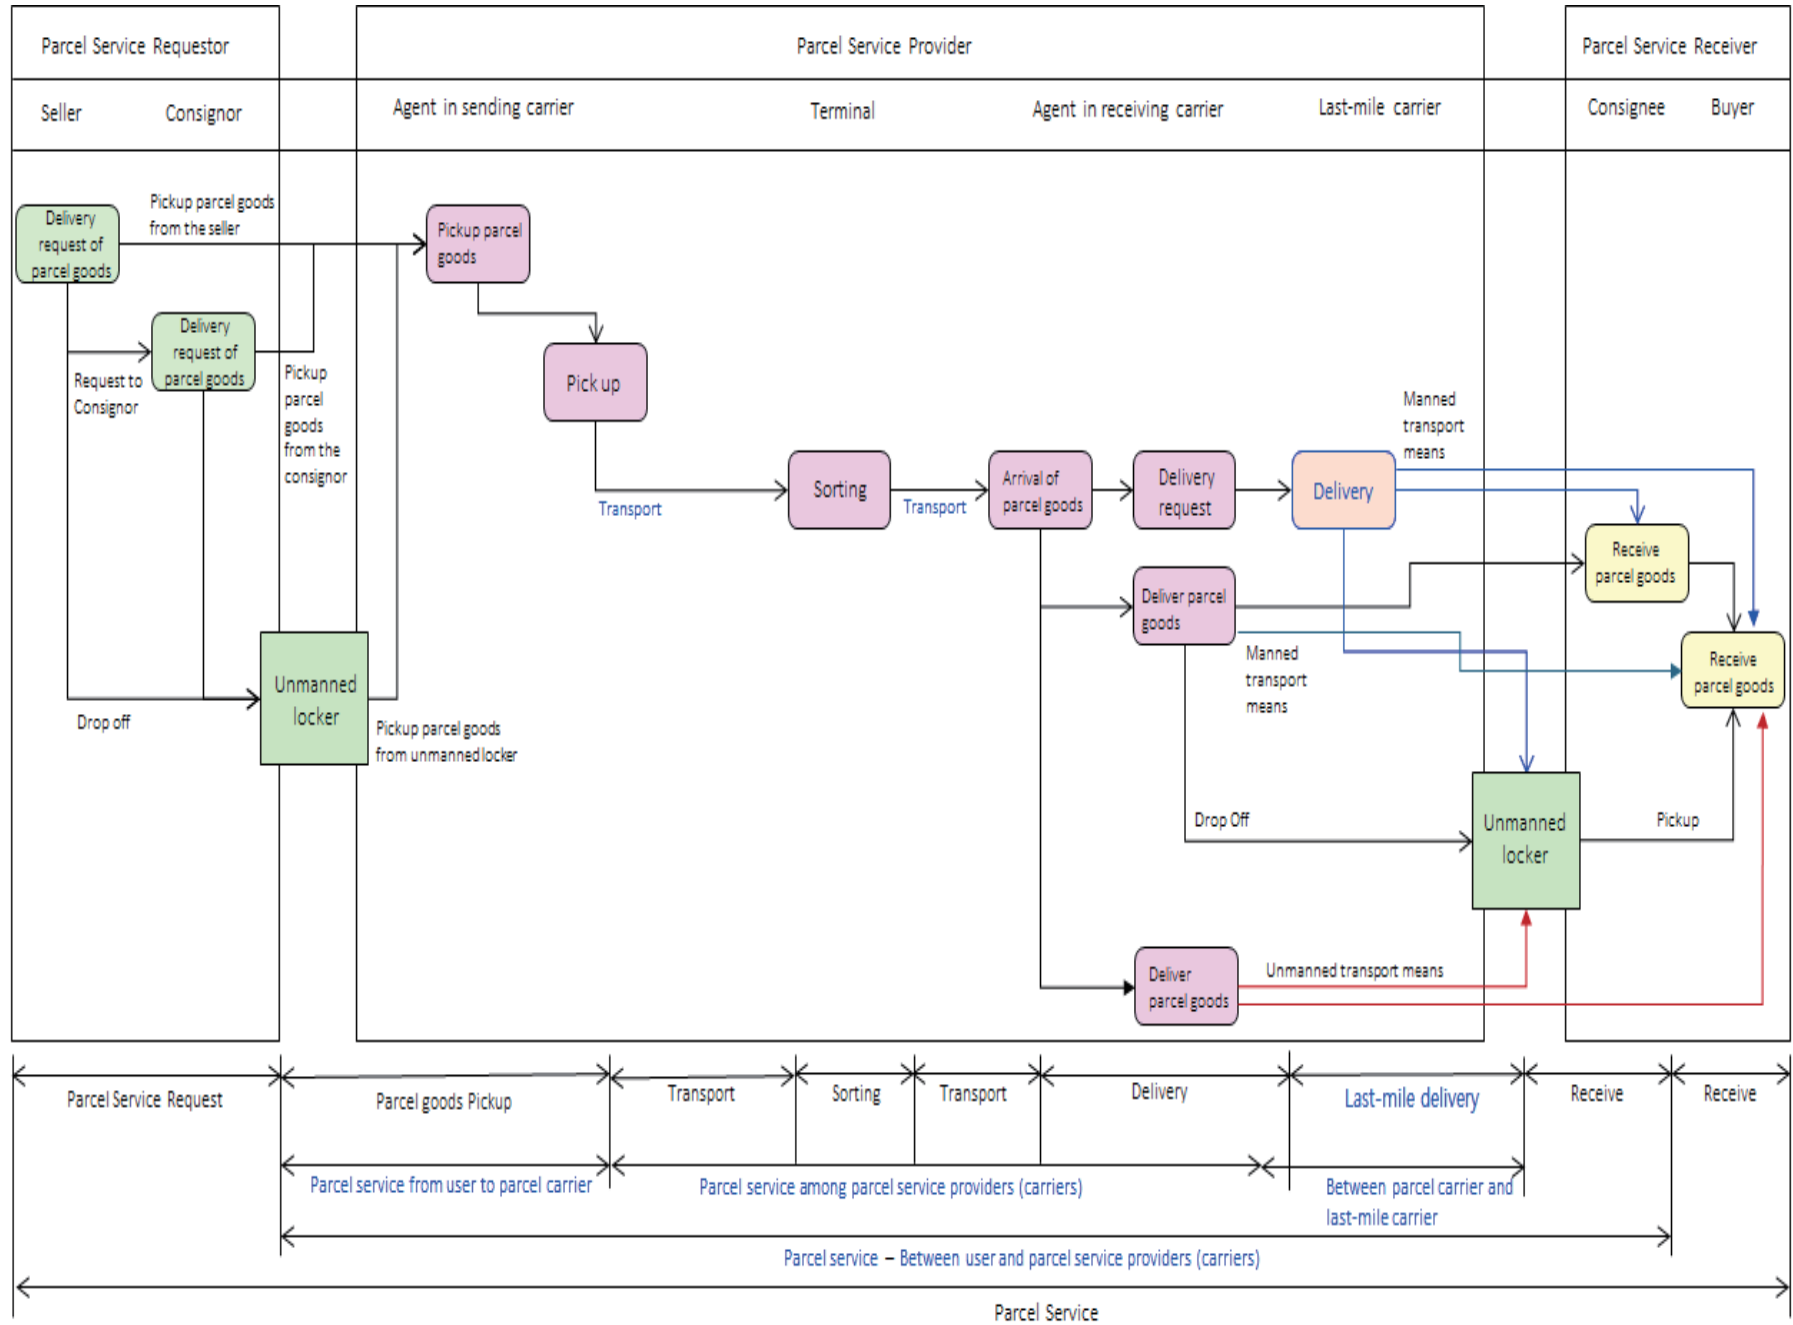 Parcel Service Requestor
Parcel Service Provider
Parcel Service Receiver
Seller
Consignor
Agent in sending carrier
Terminal
Agent in receiving carrier
Last-mile carrier
Consignee
Buyer
Delivery
request of
parcel goods
Pickup parcel goods
from the seller
Pickup parcel
goods
Delivery
request of
parcel goods
Request to
Consignor
Pickup
parcel
goods
from the
consignor
Pick up
Transport
Sorting
Transport
Arrival of
parcel goods
Delivery
request
Delivery
Manned
transport
means
Receive
parcel goods
Deliver parcel
goods
Manned
transport
means
Receive
parcel goods
Unmanned
locker
Drop off
Pickup parcel goods
from unmanned locker
Drop Off
Unmanned
locker
Pickup
Deliver
parcel goods
Unmanned transport means
Parcel Service Request
Parcel goods Pickup
Transport
Sorting
Transport
Delivery
Last-mile delivery
Receive
Receive
Parcel service from user to parcel carrier
Parcel service among parcel service providers (carriers)
Between parcel carrier and
last-mile carrier
Parcel service – Between user and parcel service providers (carriers)
Parcel Service